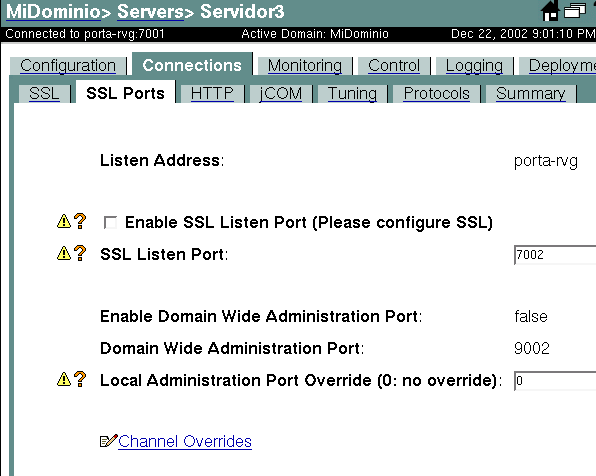 MiDominio> Servers> Servidor3
Connected to porta-rvg:7001 Active Domain: MiDominio Dec 22, 2002 9:01:10 PM
Configuration Connections Monitoring Control Logging Deployme
SSL SSL Ports HTTP jCOM Tuning Protocols Summary
Listen Address: porta-rvg
? Enable SSL Listen Port (Please configure SSL)
? SSL Listen Port: 7002
Enable Domain Wide Administration Port: false
Domain Wide Administration Port: 9002
? Local Administration Port Override (0: no override): 0
Channel Overrides